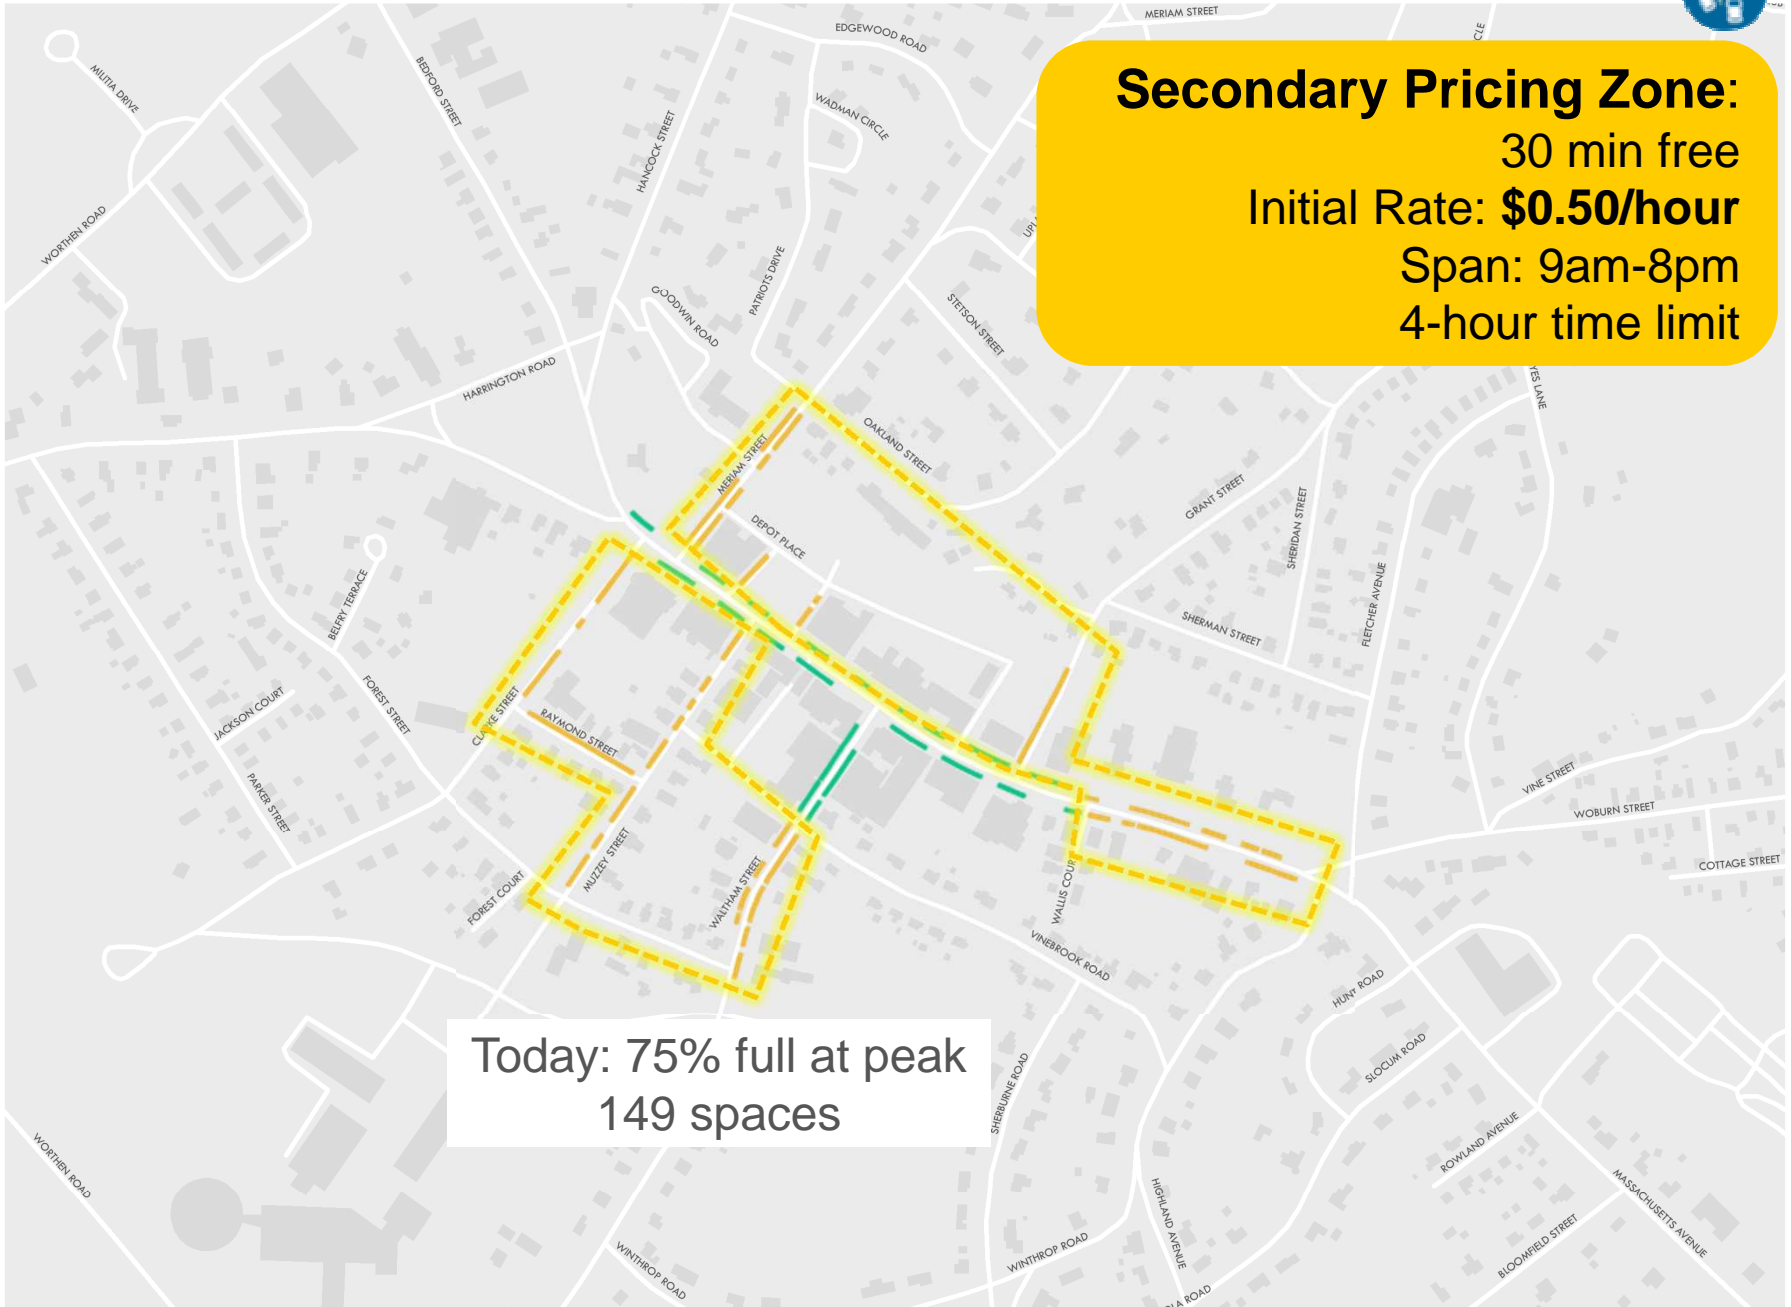 MERIAM STREET
EDGEWOOD ROAD
MILITIA DRIVE
BEDFORD STREET
WADMAN CIRCLE
HANCOCK STREET
Secondary Pricing Zone:
30 min free
Initial Rate: $0.50/hour
Span: 9am-8pm
4-hour time limit
WORTHEN ROAD
PATRIOTS DRIVE
GOODWIN ROAD
STETSON STREET
HARRINGTON ROAD
OAKLAND STREET
MERIAM STREET
DEPOT PLACE
GRANT STREET
SHERIDAN STREET
SHERMAN STREET
FLETCHER AVENUE
BELFRY TERRACE
FOREST STREET
JACKSON COURT
CLARKE STREET
RAYMOND STREET
PARKER STREET
MUZZEY STREET
FOREST COURT
WALTHAM STREET
VINE STREET
WOBURN STREET
COTTAGE STREET
WALLIS COUR
VINEBROOK ROAD
HUNT ROAD
SLOCUM ROAD
Today: 75% full at peak
149 spaces
SHERBURNE ROAD
ROWLAND AVENUE
MASSACHUSETTS AVENUE
WORTHEN ROAD
HIGHLAND AVENUE
WINTHROP ROAD
WINTHROP ROAD
BLOOMFIELD STREET
ROAD